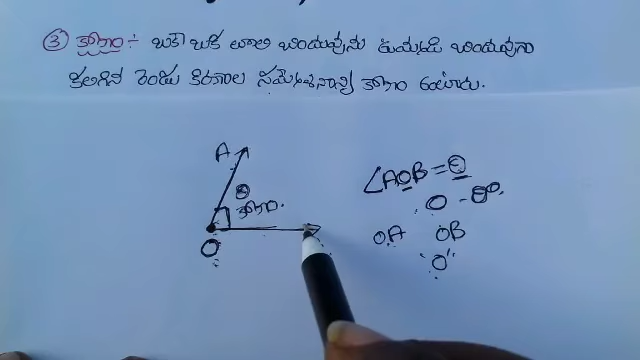 ③ కోణం :- ఒకే ఒక తొలి బిందువును ఉమ్మడి బిందువుగా
కలిగిన రెండు కిరణాల సమ్మేళనాన్ని కోణం అంటారు.
A
θ
కోణం.
O
∠AOB = θ
O - θ°.
OA OB
"O"